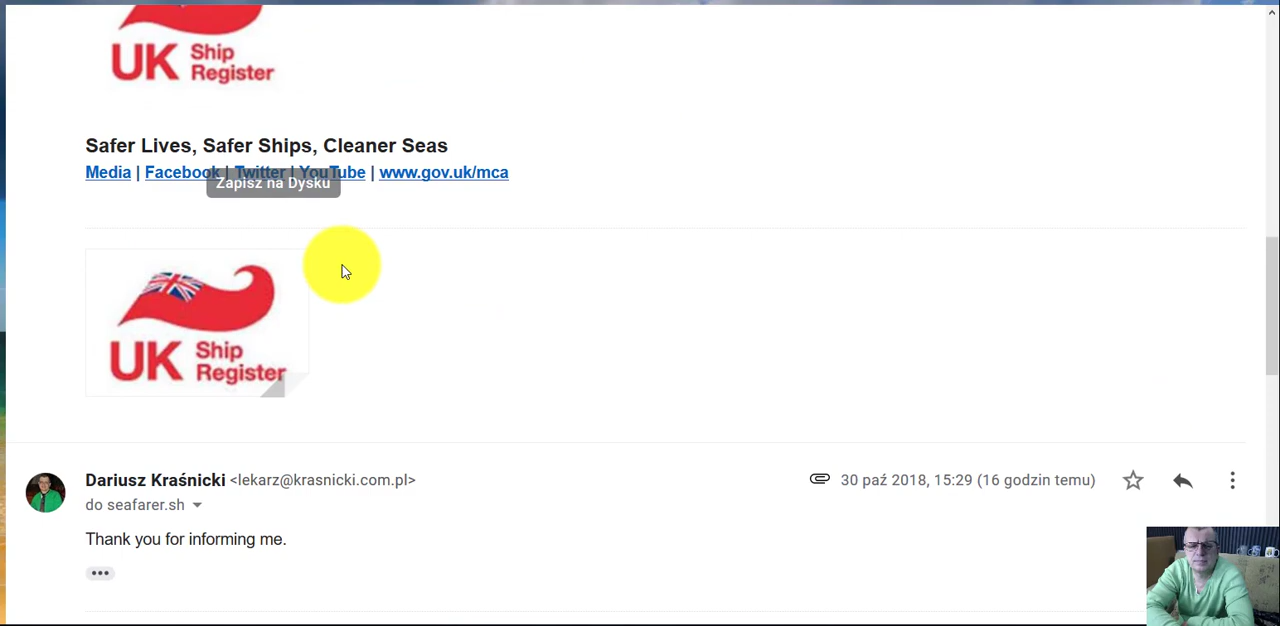 UK Ship Register
Safer Lives, Safer Ships, Cleaner Seas
Media | Facebook | Twitter | YouTube | www.gov.uk/mca
Zapisz na Dysku
UK Ship Register
Dariusz Kraśnicki <lekarz@krasnicki.com.pl> 30 paź 2018, 15:29 (16 godzin temu)
do seafarer.sh
Thank you for informing me.